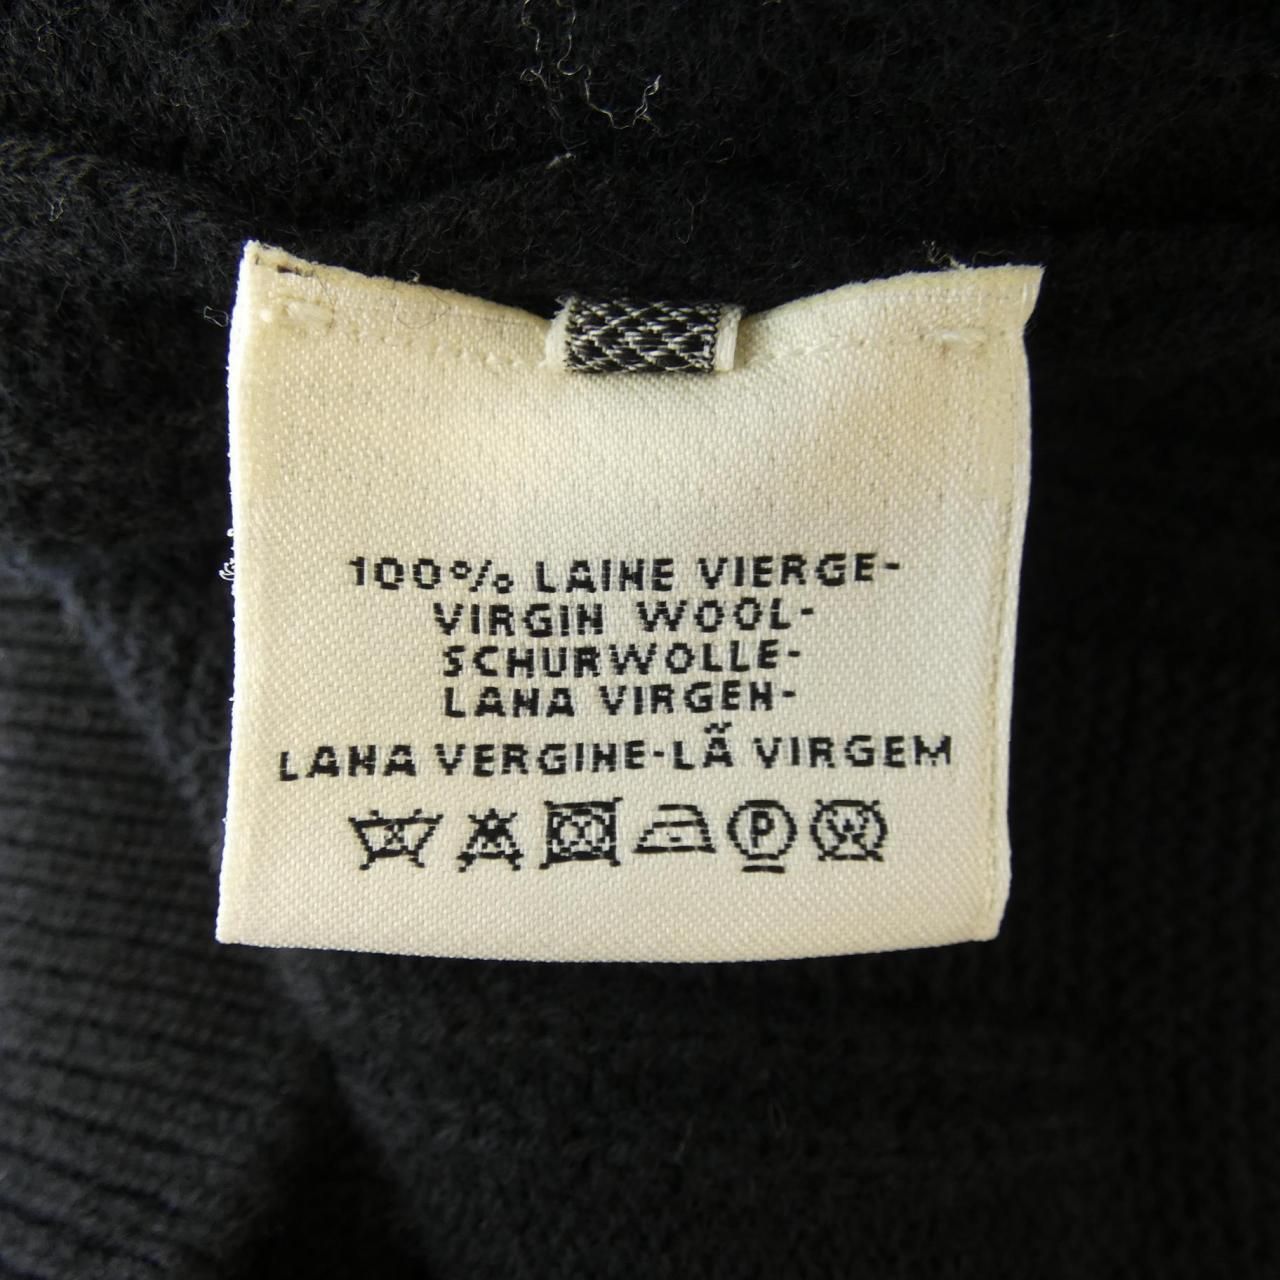 100% LAINE VIERGE-
VIRGIN WOOL-
SCHURWOLLE-
LANA VIRGEN-
LANA VERGINE-LÃ VIRGEM
P W